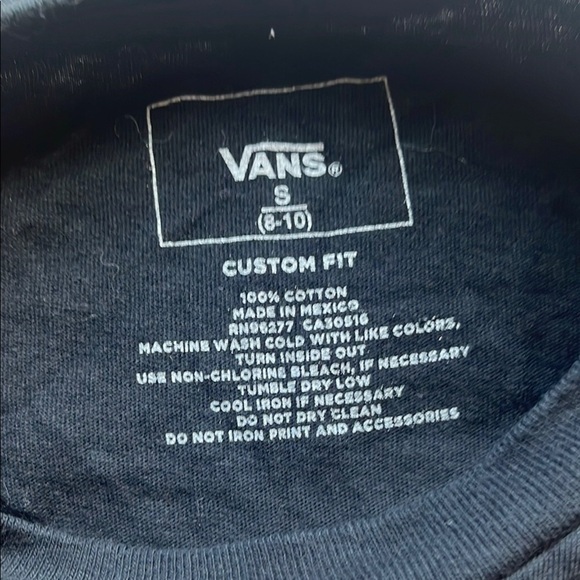 VANS®
S
(8-10)
CUSTOM FIT
100% COTTON
MADE IN MEXICO
RN96277 CA30516
MACHINE WASH COLD WITH LIKE COLORS,
TURN INSIDE OUT
USE NON-CHLORINE BLEACH, IF NECESSARY
TUMBLE DRY LOW
COOL IRON IF NECESSARY
DO NOT DRY CLEAN
DO NOT IRON PRINT AND ACCESSORIES